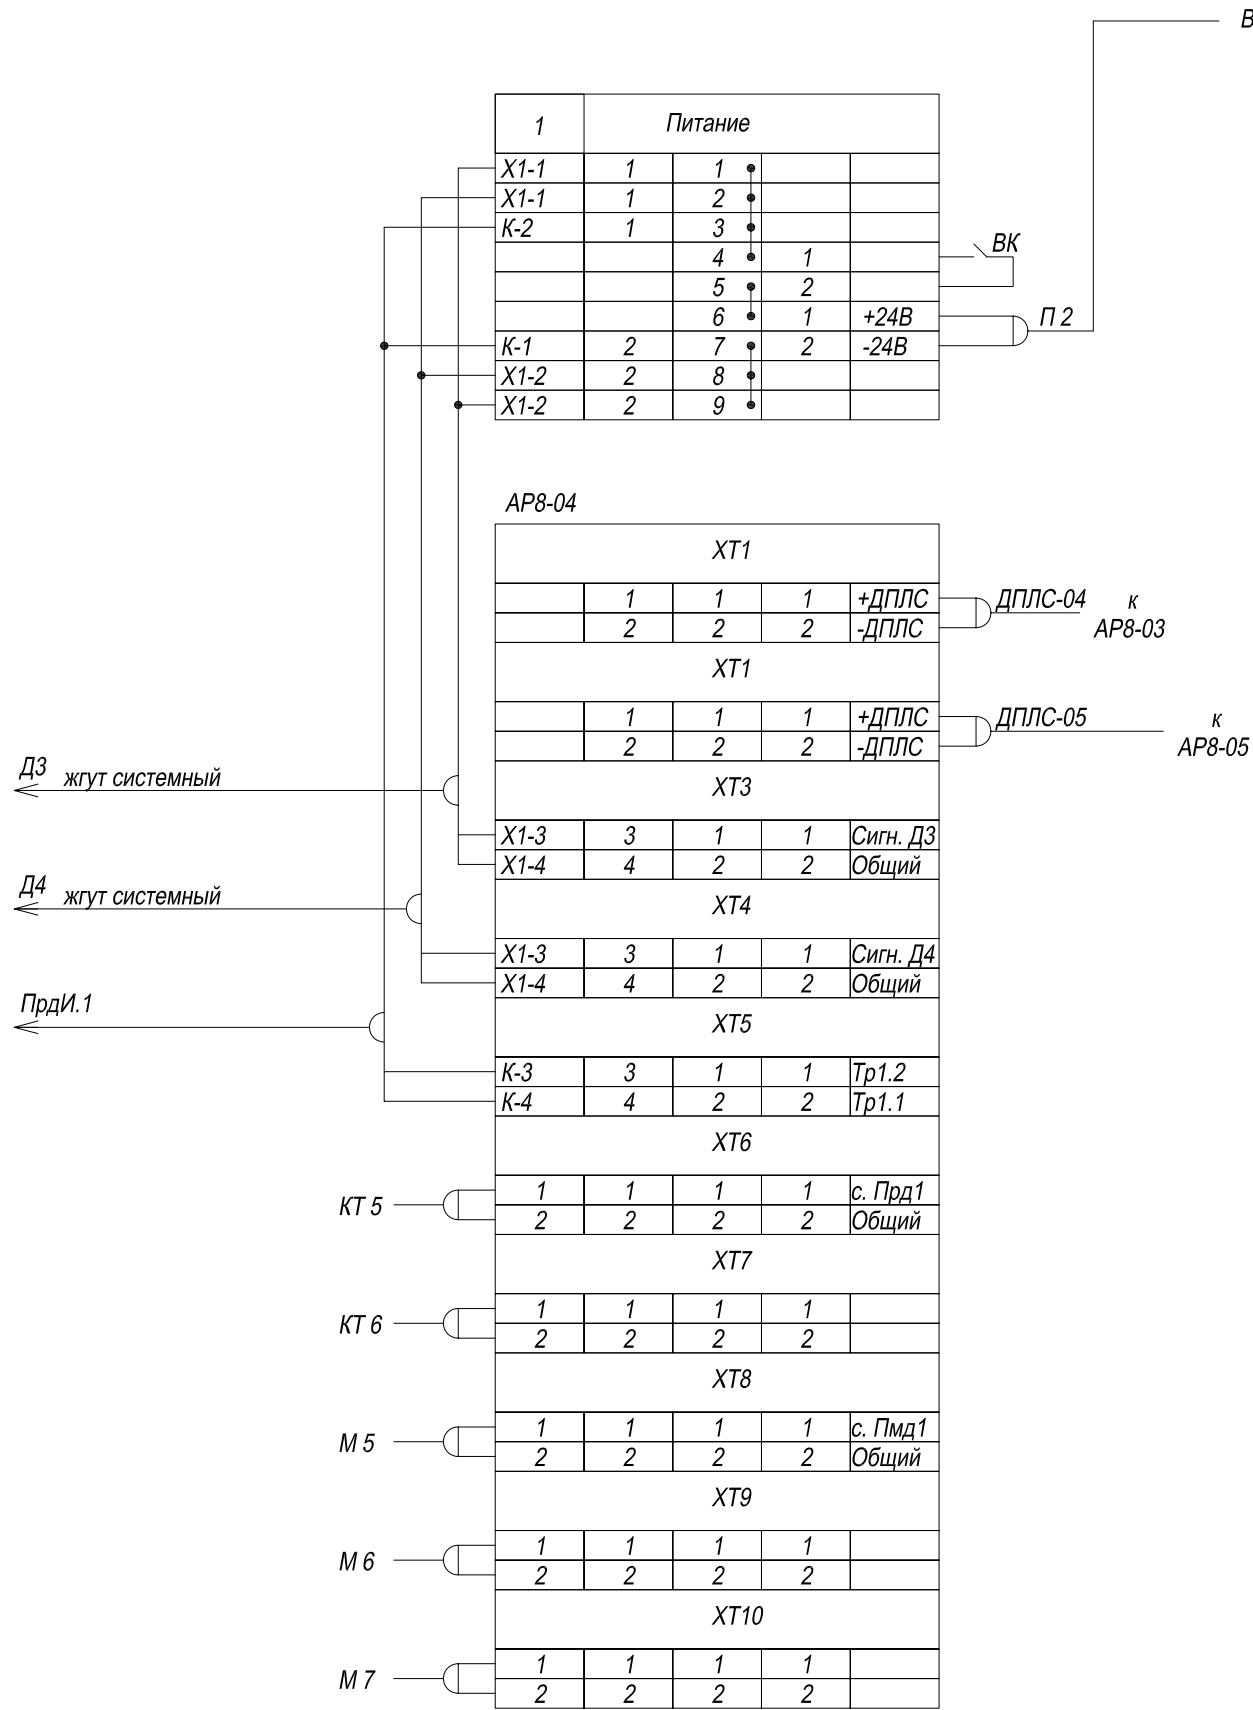 В
1 Питание
X1-1 1 1
X1-1 1 2
К-2 1 3
4 1
ВК
5 2
6 1 +24В
П 2
К-1 2 7 2 -24В
X1-2 2 8
X1-2 2 9
АР8-04
ХТ1
1 1 1 +ДПЛС
2 2 2 -ДПЛС
ДПЛС-04
к
АР8-03
ХТ1
1 1 1 +ДПЛС
2 2 2 -ДПЛС
ДПЛС-05
к
АР8-05
Д3 жгут системный
ХТ3
X1-3 3 1 1 Сигн. Д3
X1-4 4 2 2 Общий
Д4 жгут системный
ХТ4
X1-3 3 1 1 Сигн. Д4
X1-4 4 2 2 Общий
ПрдИ.1
ХТ5
К-3 3 1 1 Тр1.2
К-4 4 2 2 Тр1.1
ХТ6
КТ 5
1 1 1 1 с. Прд1
2 2 2 2 Общий
ХТ7
КТ 6
1 1 1 1
2 2 2 2
ХТ8
М 5
1 1 1 1 с. Пмд1
2 2 2 2 Общий
ХТ9
М 6
1 1 1 1
2 2 2 2
ХТ10
М 7
1 1 1 1
2 2 2 2